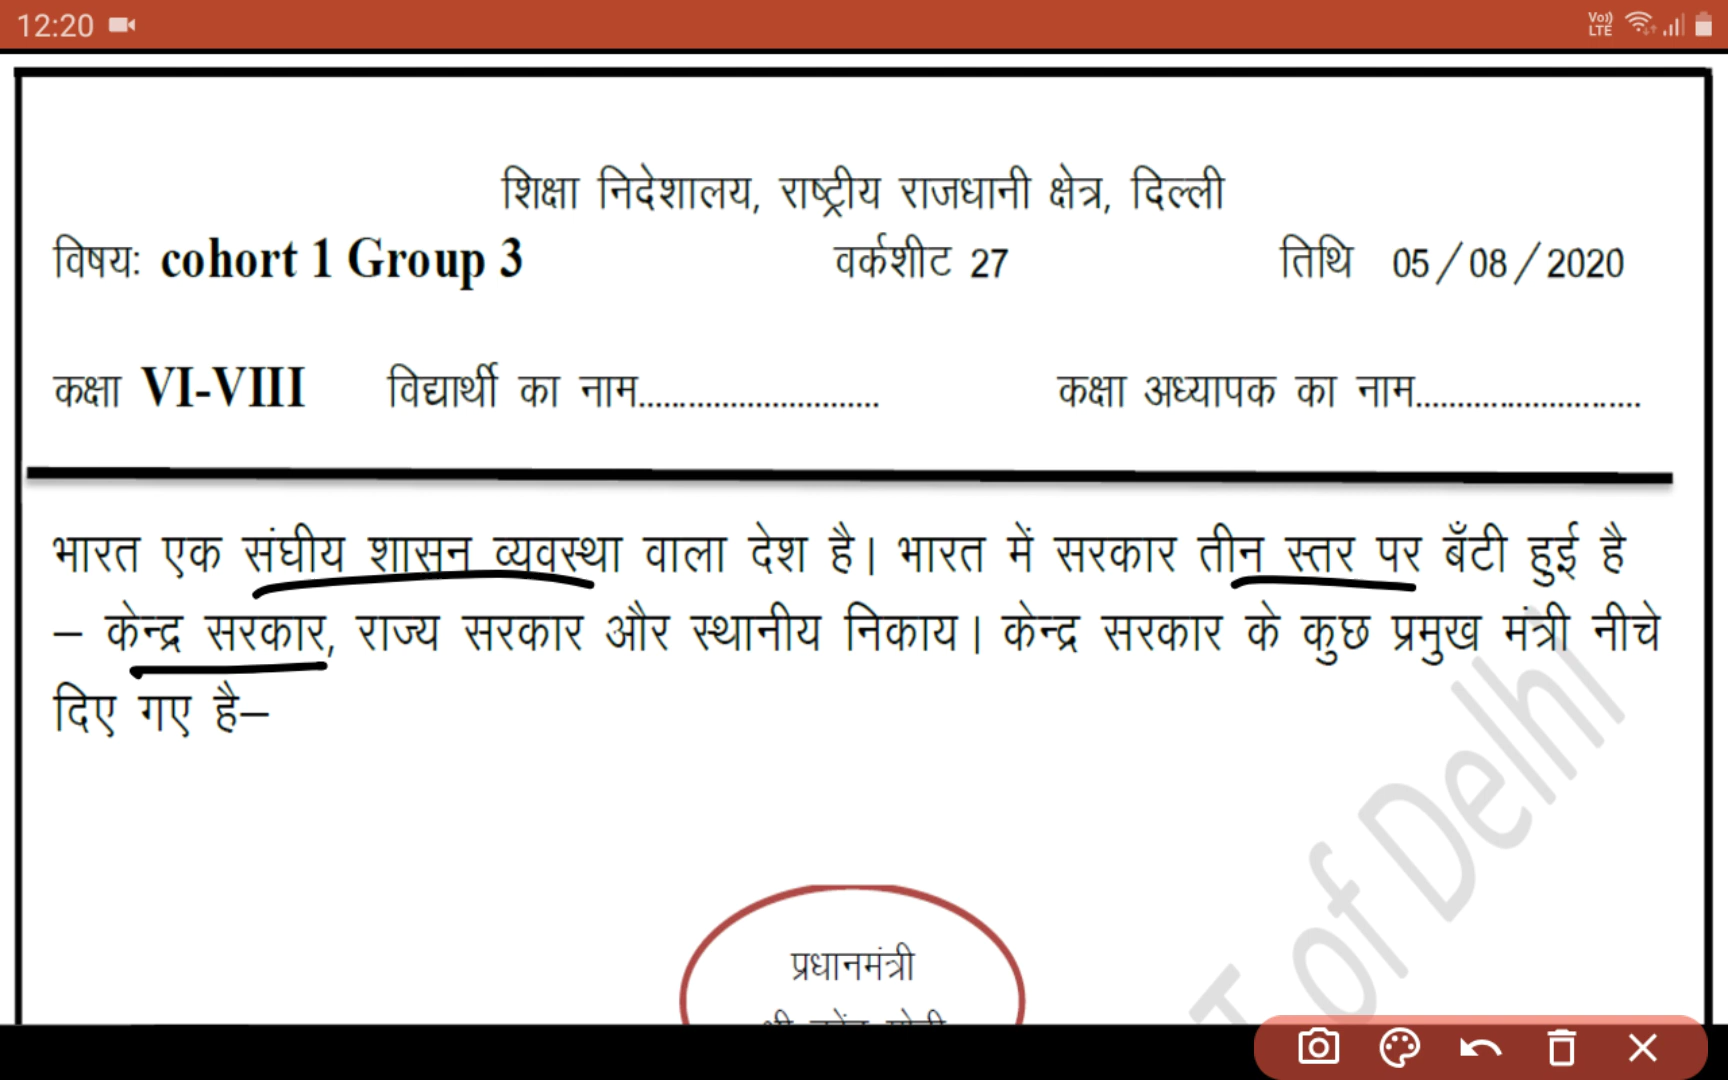 12:20
Vo)) LTE
शिक्षा निदेशालय, राष्ट्रीय राजधानी क्षेत्र, दिल्ली
विषय: cohort 1 Group 3 वर्कशीट 27 तिथि 05/08/2020
कक्षा VI-VIII विद्यार्थी का नाम............................ कक्षा अध्यापक का नाम..........................
भारत एक संघीय शासन व्यवस्था वाला देश है। भारत में सरकार तीन स्तर पर बँटी हुई है
– केन्द्र सरकार, राज्य सरकार और स्थानीय निकाय। केन्द्र सरकार के कुछ प्रमुख मंत्री नीचे
दिए गए है–
प्रधानमंत्री
T of Delhi